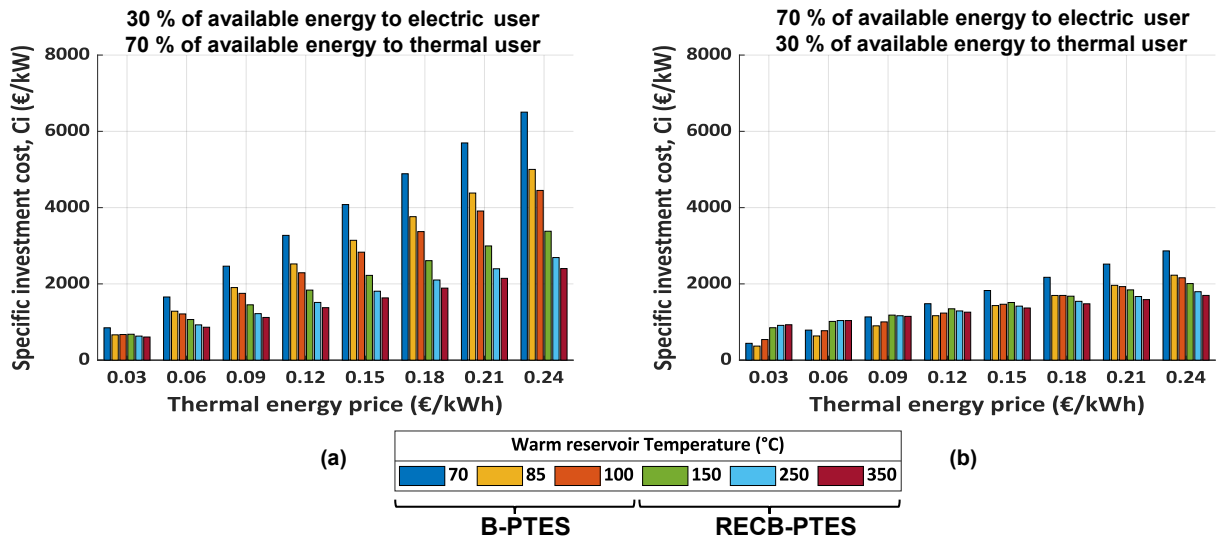 30 % of available energy to electric user
70 % of available energy to thermal user
8000
6000
4000
2000
0
Specific investment cost, Ci (€/kW)
0.03 0.06 0.09 0.12 0.15 0.18 0.21 0.24
Thermal energy price (€/kWh)
(a)
70 % of available energy to electric user
30 % of available energy to thermal user
8000
6000
4000
2000
0
Specific investment cost, Ci (€/kW)
0.03 0.06 0.09 0.12 0.15 0.18 0.21 0.24
Thermal energy price (€/kWh)
(b)
Warm reservoir Temperature (°C)
70 85 100 150 250 350
B-PTES RECB-PTES